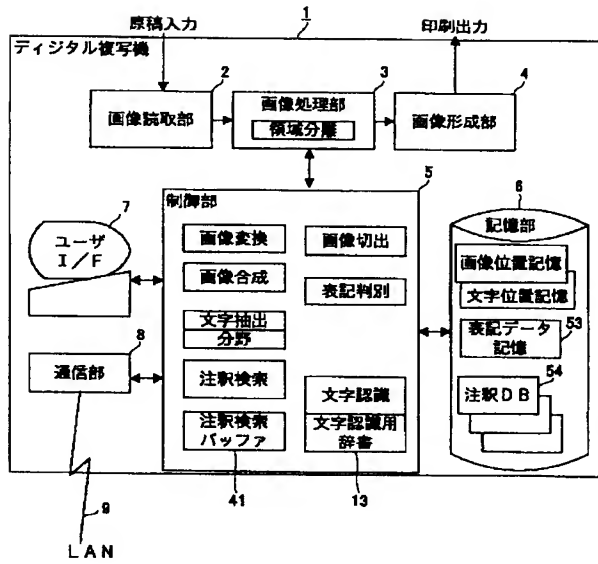 1
原稿入力
印刷出力
ディジタル複写機
2
3
4
画像読取部
画像処理部
領域分離
画像形成部
5
制御部
画像変換
画像切出
画像合成
表記判別
文字抽出
分野
注釈検索
文字認識
注釈検索
バッファ
文字認識用
辞書
41
13
6
記憶部
画像位置記憶
文字位置記憶
表記データ
記憶
53
54
注釈DB
7
ユーザ
I/F
8
通信部
9
LAN